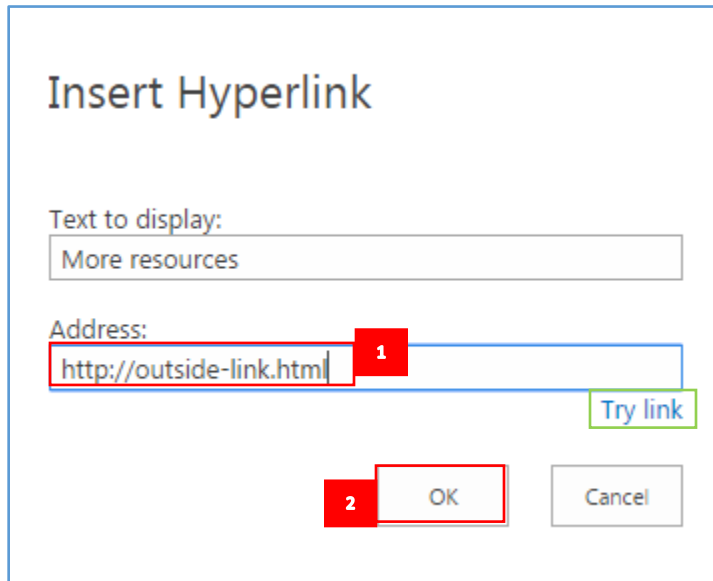 Insert Hyperlink
Text to display:
More resources
Address:
1
http://outside-link.html
Try link
2
OK
Cancel